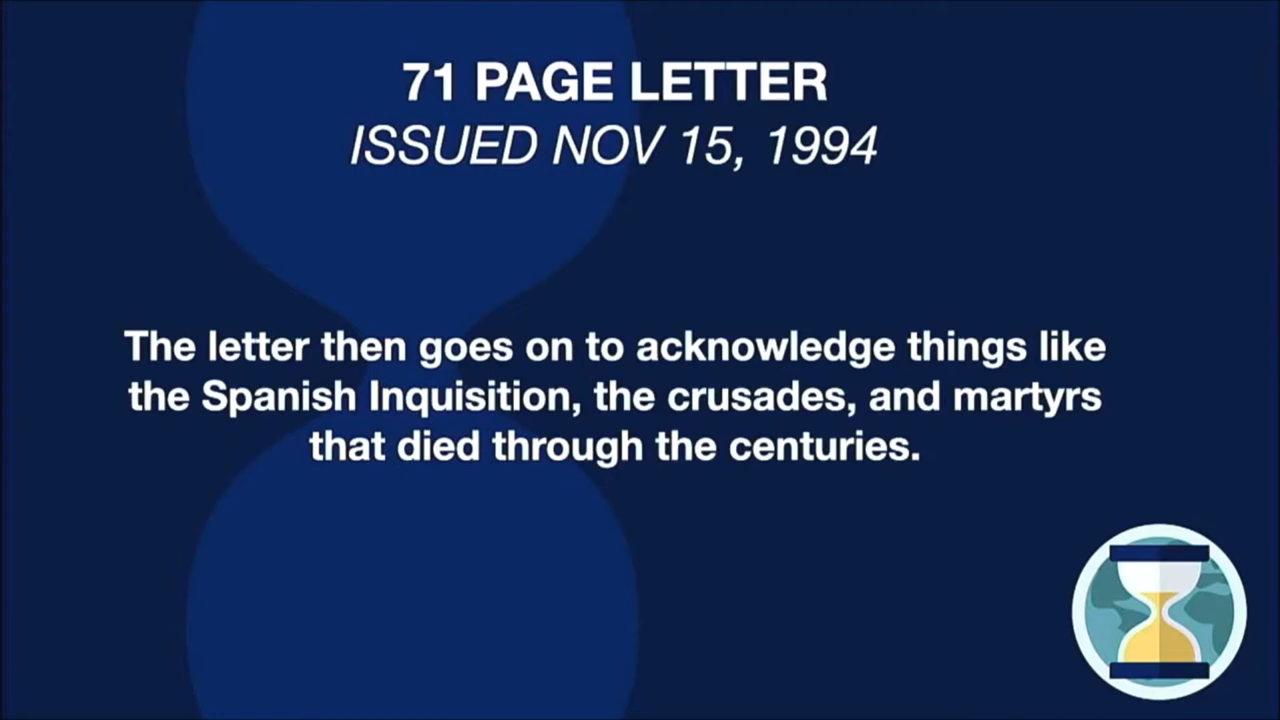 71 PAGE LETTER
ISSUED NOV 15, 1994
The letter then goes on to acknowledge things like
the Spanish Inquisition, the crusades, and martyrs
that died through the centuries.